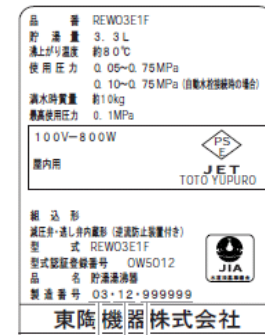 品番 REW03E1F
貯湯量 3.3L
沸上がり温度 約80℃
使用圧力 0.05~0.75MPa
0.10~0.75MPa(自動水栓接続時の場合)
満水時質量 約10kg
最高使用圧力 0.1MPa
100V-800W
屋内用
PS
E
JET
TOTO YUPURO
組込形
減圧弁・逃し弁内蔵形(逆流防止装置付き)
型式 REW03E1F
型式認証登録番号 OW5012
品名 貯湯湯沸器
製造番号 03・12・999999
JIA
東陶機器株式会社